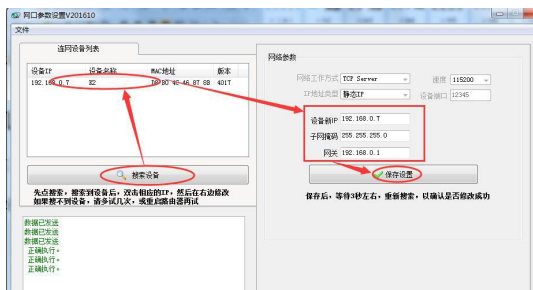 网口参数设置V201610
文件
连网设备列表
设备IP 设备名称 MAC地址 版本
192.168.0.7 K2 D8 B0 4C 46 87 6B 4017
搜索设备
先点搜索,搜索到设备后,双击相应的IP,然后在右边修改
如果搜不到设备,请多试几次,或重启路由器再试
数据已发送
数据已发送
数据已发送
正确执行。
正确执行。
正确执行。
网络参数
网络工作方式 TCP Server 速度 115200
IP地址类型 静态IP 设备端口 12345
设备新IP 192.168.0.7
子网掩码 255.255.255.0
网关 192.168.0.1
保存设置
保存后,等待3秒左右,重新搜索,以确认是否修改成功